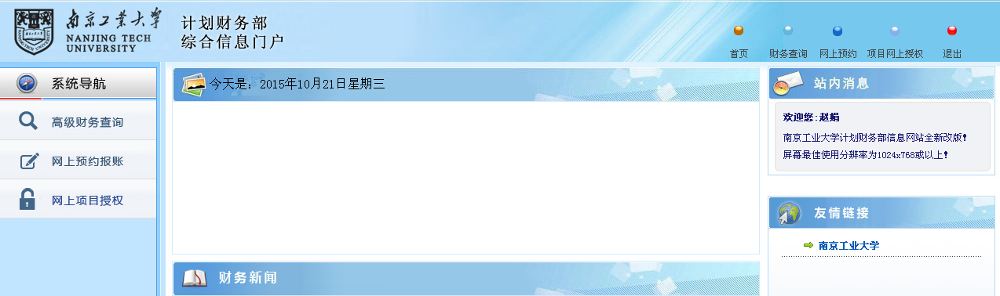 南京工业大学
NANJING TECH
UNIVERSITY
计划财务部
综合信息门户
首页 财务查询 网上预约 项目网上授权 退出
系统导航
高级财务查询
网上预约报账
网上项目授权
今天是：2015年10月21日星期三
财务新闻
站内消息
欢迎您:赵娟
南京工业大学计划财务部信息网站全新改版!
屏幕最佳使用分辨率为1024x768或以上!
友情链接
南京工业大学